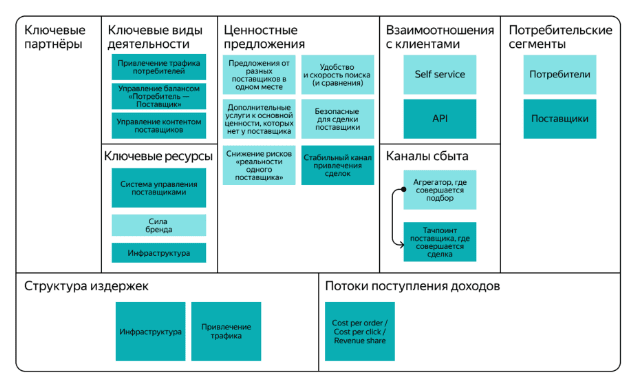 Ключевые
партнёры
Ключевые виды
деятельности
Привлечение трафика
потребителей
Управление балансом
«Потребитель —
Поставщик»
Управление контентом
поставщиков
Ключевые ресурсы
Система управления
поставщиками
Сила
бренда
Инфраструктура
Ценностные
предложения
Предложения от
разных
поставщиков в
одном месте
Удобство
и скорость поиска
(и сравнения)
Дополнительные
услуги к основной
ценности, которых
нет у поставщика
Безопасные
для сделки
поставщики
Снижение рисков
«реальности
одного
поставщика»
Стабильный канал
привлечения
сделок
Взаимоотношения
с клиентами
Self service
API
Каналы сбыта
Агрегатор, где
совершается
подбор
Тачпоинт
поставщика, где
совершается
сделка
Потребительские
сегменты
Потребители
Поставщики
Структура издержек
Инфраструктура
Привлечение
трафика
Потоки поступления доходов
Cost per order /
Cost per click /
Revenue share